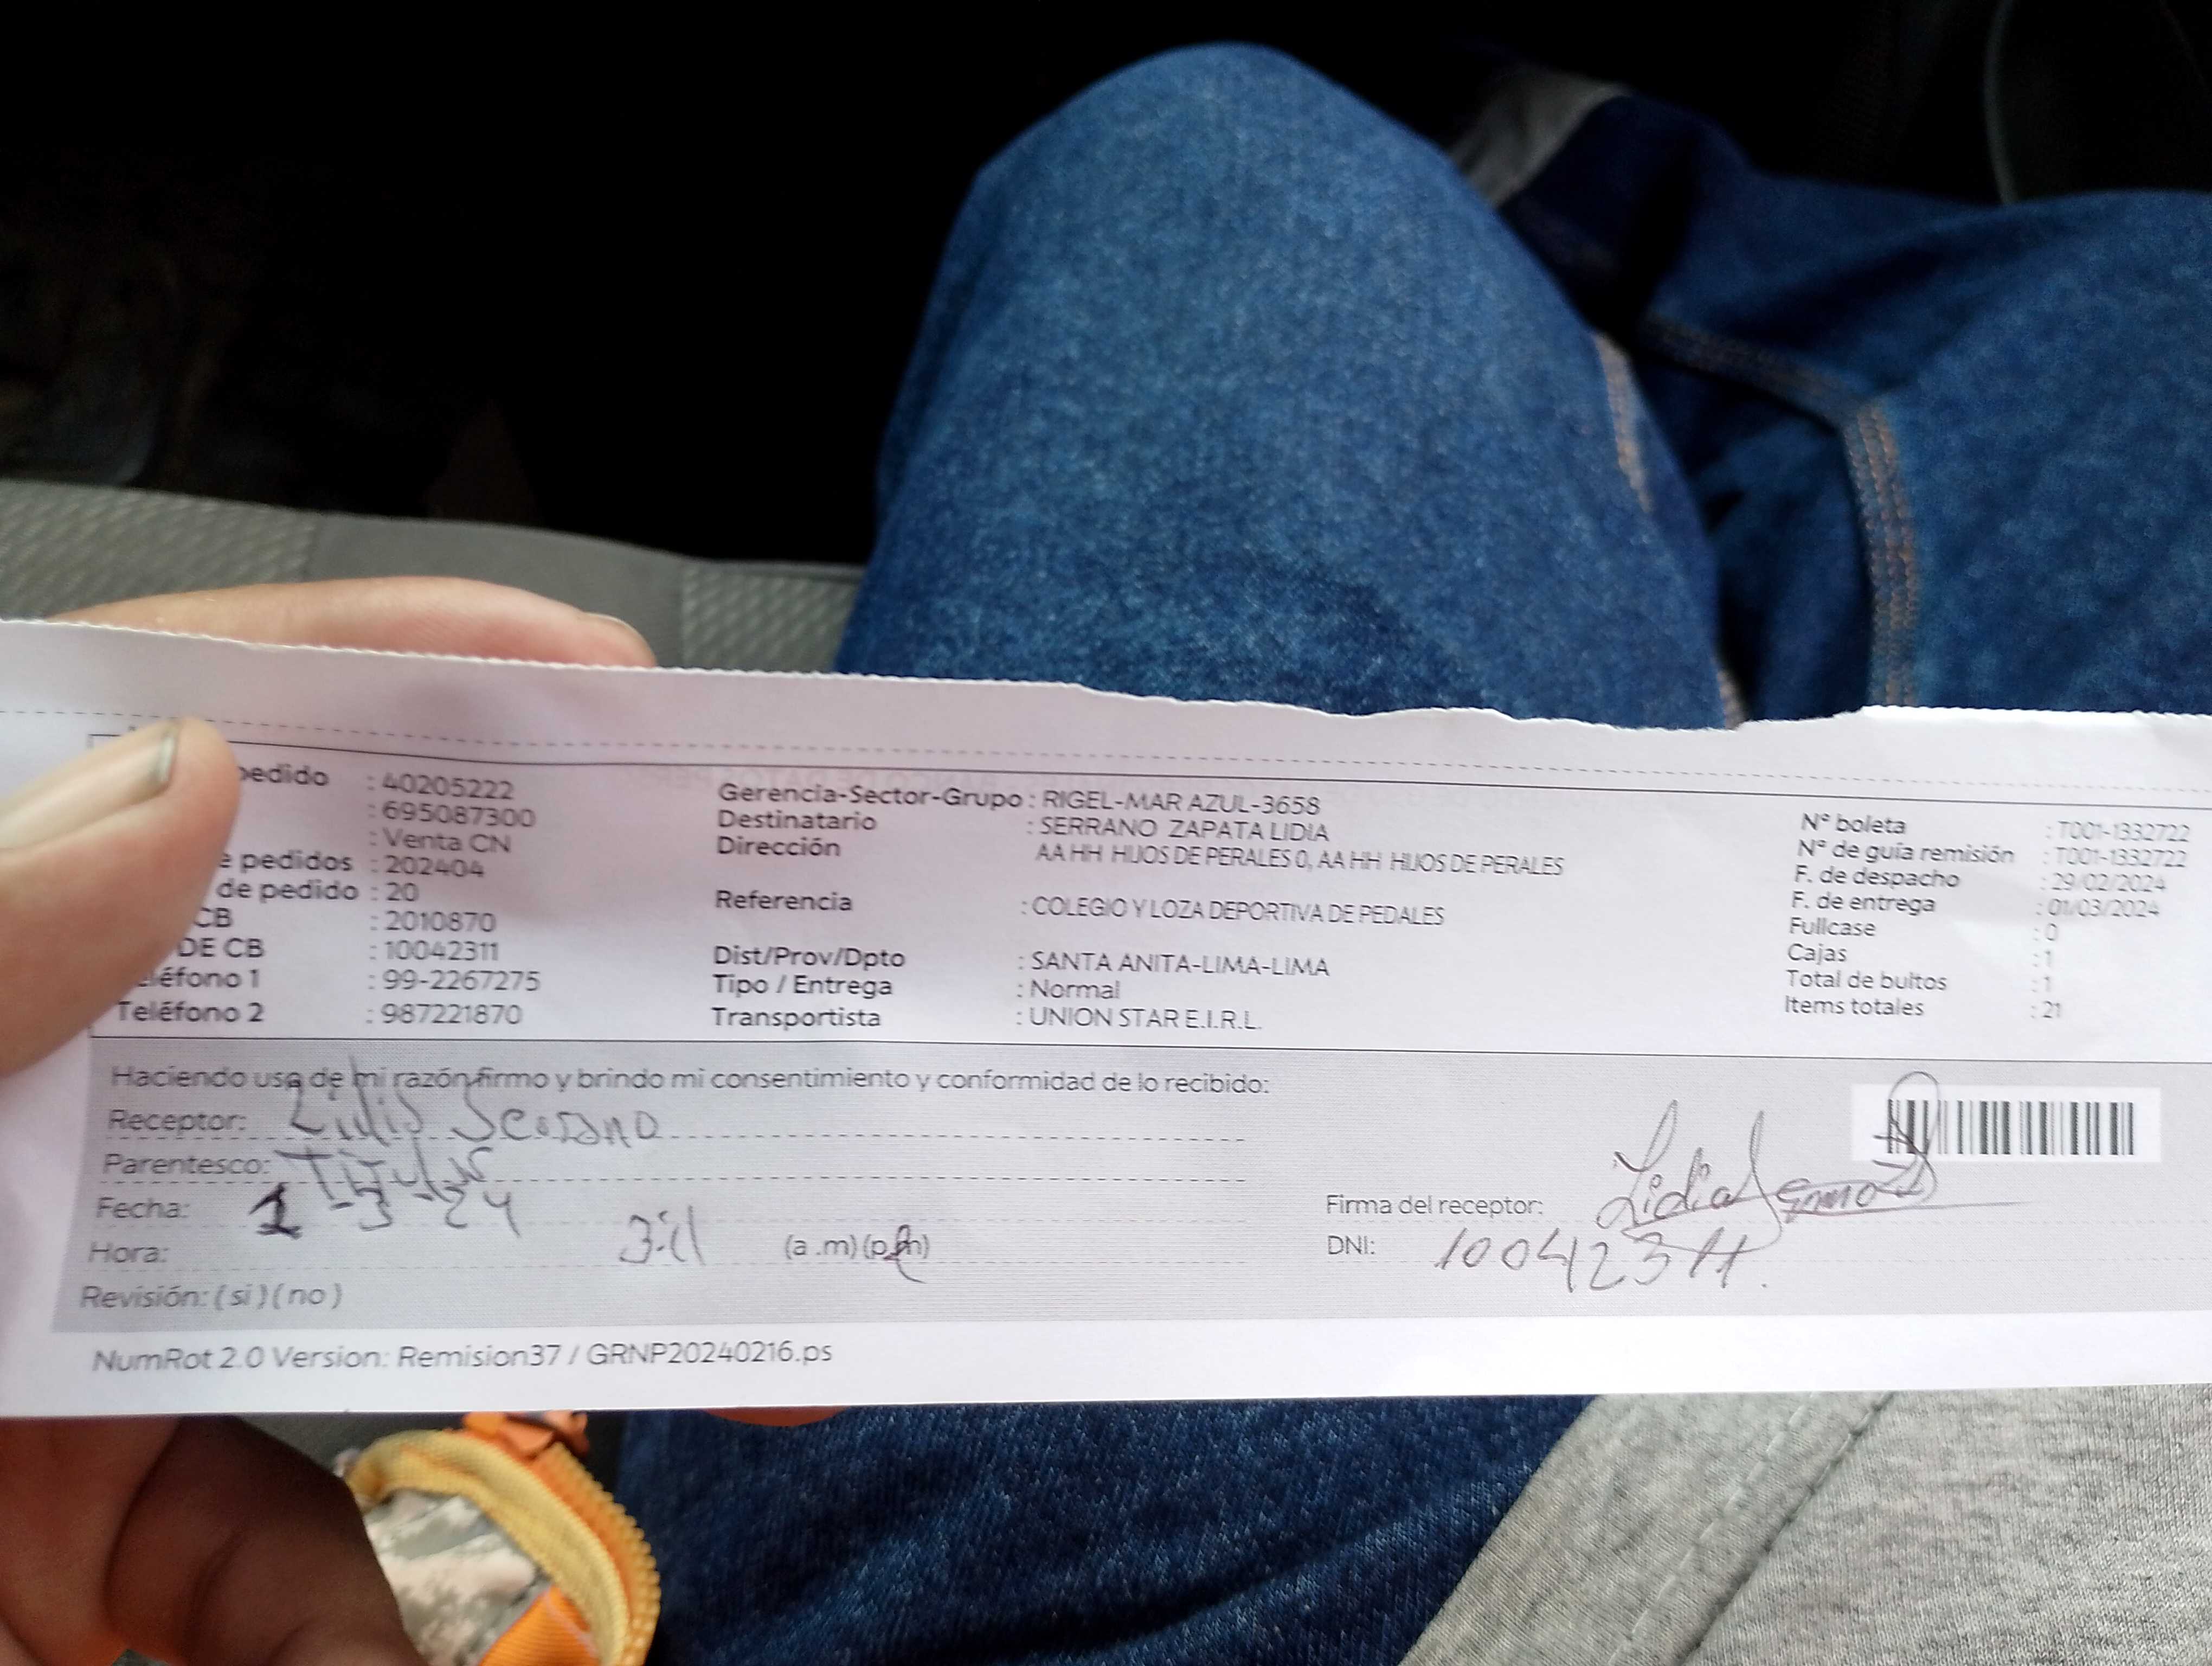 pedido : 40205222
: 695087300
: Venta CN
e pedidos : 202404
de pedido : 20
CB : 2010870
DE CB : 10042311
léfono 1 : 99-2267275
Teléfono 2 : 987221870
Gerencia-Sector-Grupo : RIGEL-MAR AZUL-3658
Destinatario : SERRANO ZAPATA LIDIA
Dirección AA HH HIJOS DE PERALES 0, AA HH HIJOS DE PERALES
Referencia : COLEGIO Y LOZA DEPORTIVA DE PEDALES
Dist/Prov/Dpto : SANTA ANITA-LIMA-LIMA
Tipo / Entrega : Normal
Transportista : UNION STAR E.I.R.L.
N° boleta : T001-1332722
N° de guía remisión : T001-1332722
F. de despacho : 29/02/2024
F. de entrega : 01/03/2024
Fullcase : 0
Cajas : 1
Total de bultos : 1
Items totales : 21
Haciendo uso de mi razón firmo y brindo mi consentimiento y conformidad de lo recibido:
Receptor:
Parentesco: Titular
Fecha: 1-3-24
Hora: (a .m) (p.m)
Revisión: ( si ) ( no )
Firma del receptor: Lidia
DNI: 10042311.
NumRot 2.0 Version: Remision37 / GRNP20240216.ps